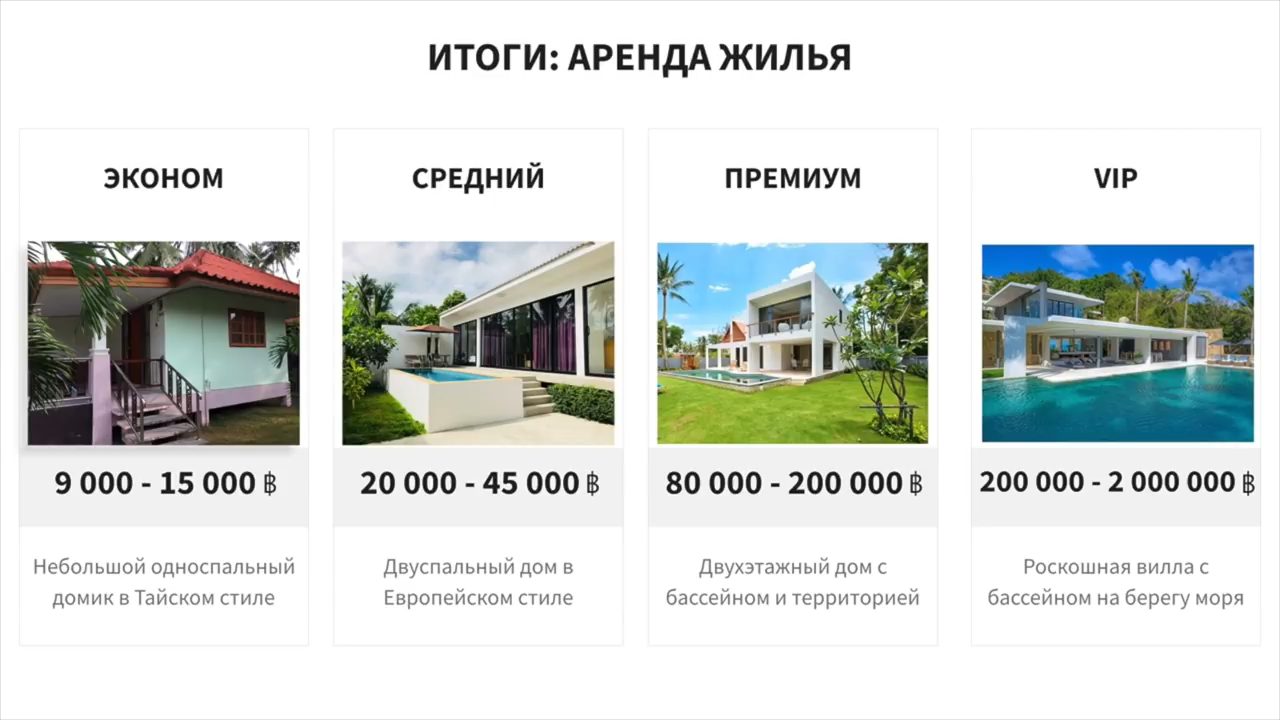 ИТОГИ: АРЕНДА ЖИЛЬЯ
ЭКОНОМ
9 000 - 15 000 ฿
Небольшой односпальный
домик в Тайском стиле
СРЕДНИЙ
20 000 - 45 000 ฿
Двуспальный дом в
Европейском стиле
ПРЕМИУМ
80 000 - 200 000 ฿
Двухэтажный дом с
бассейном и территорией
VIP
200 000 - 2 000 000 ฿
Роскошная вилла с
бассейном на берегу моря